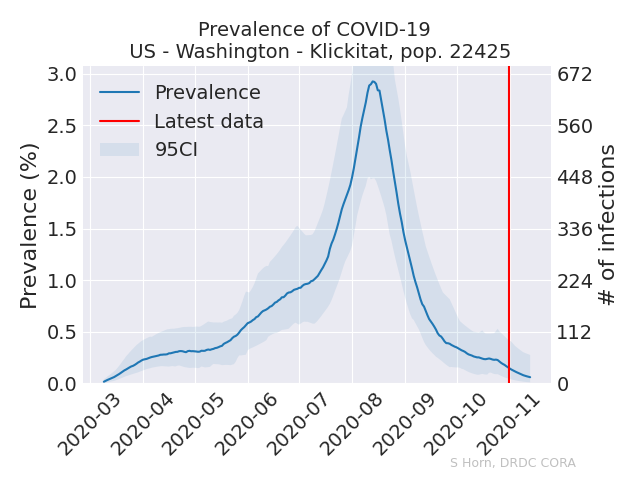 Prevalence of COVID-19
US - Washington - Klickitat, pop. 22425
Prevalence (%)
3.0
2.5
2.0
1.5
1.0
0.5
0.0
Prevalence
Latest data
95CI
672
560
448
336
224
112
0
# of infections
2020-03
2020-04
2020-05
2020-06
2020-07
2020-08
2020-09
2020-10
2020-11
S Horn, DRDC CORA